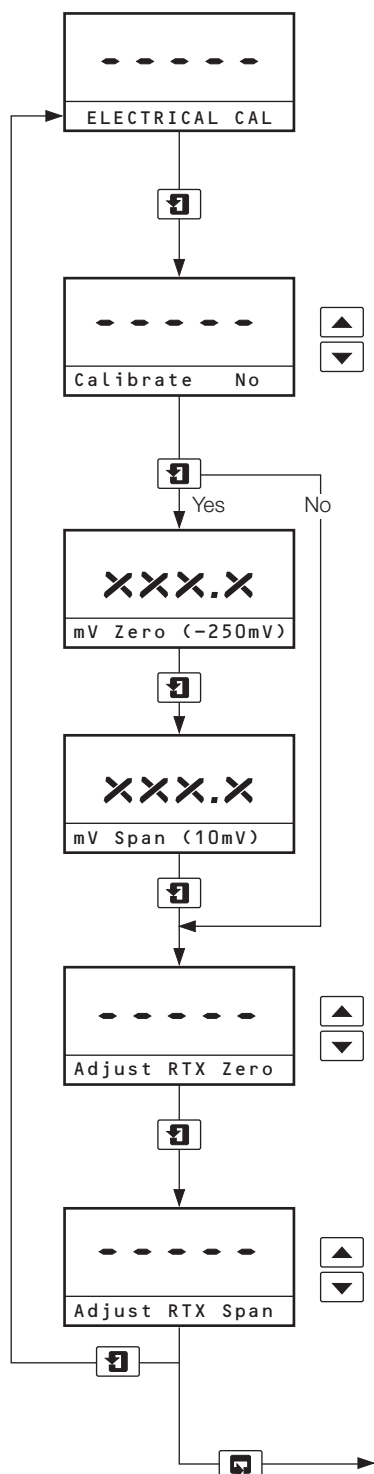 - - - - -
ELECTRICAL CAL
- - - - -
Calibrate No
Yes No
XXX.X
mV Zero (-250mV)
XXX.X
mV Span (10mV)
- - - - -
Adjust RTX Zero
- - - - -
Adjust RTX Span